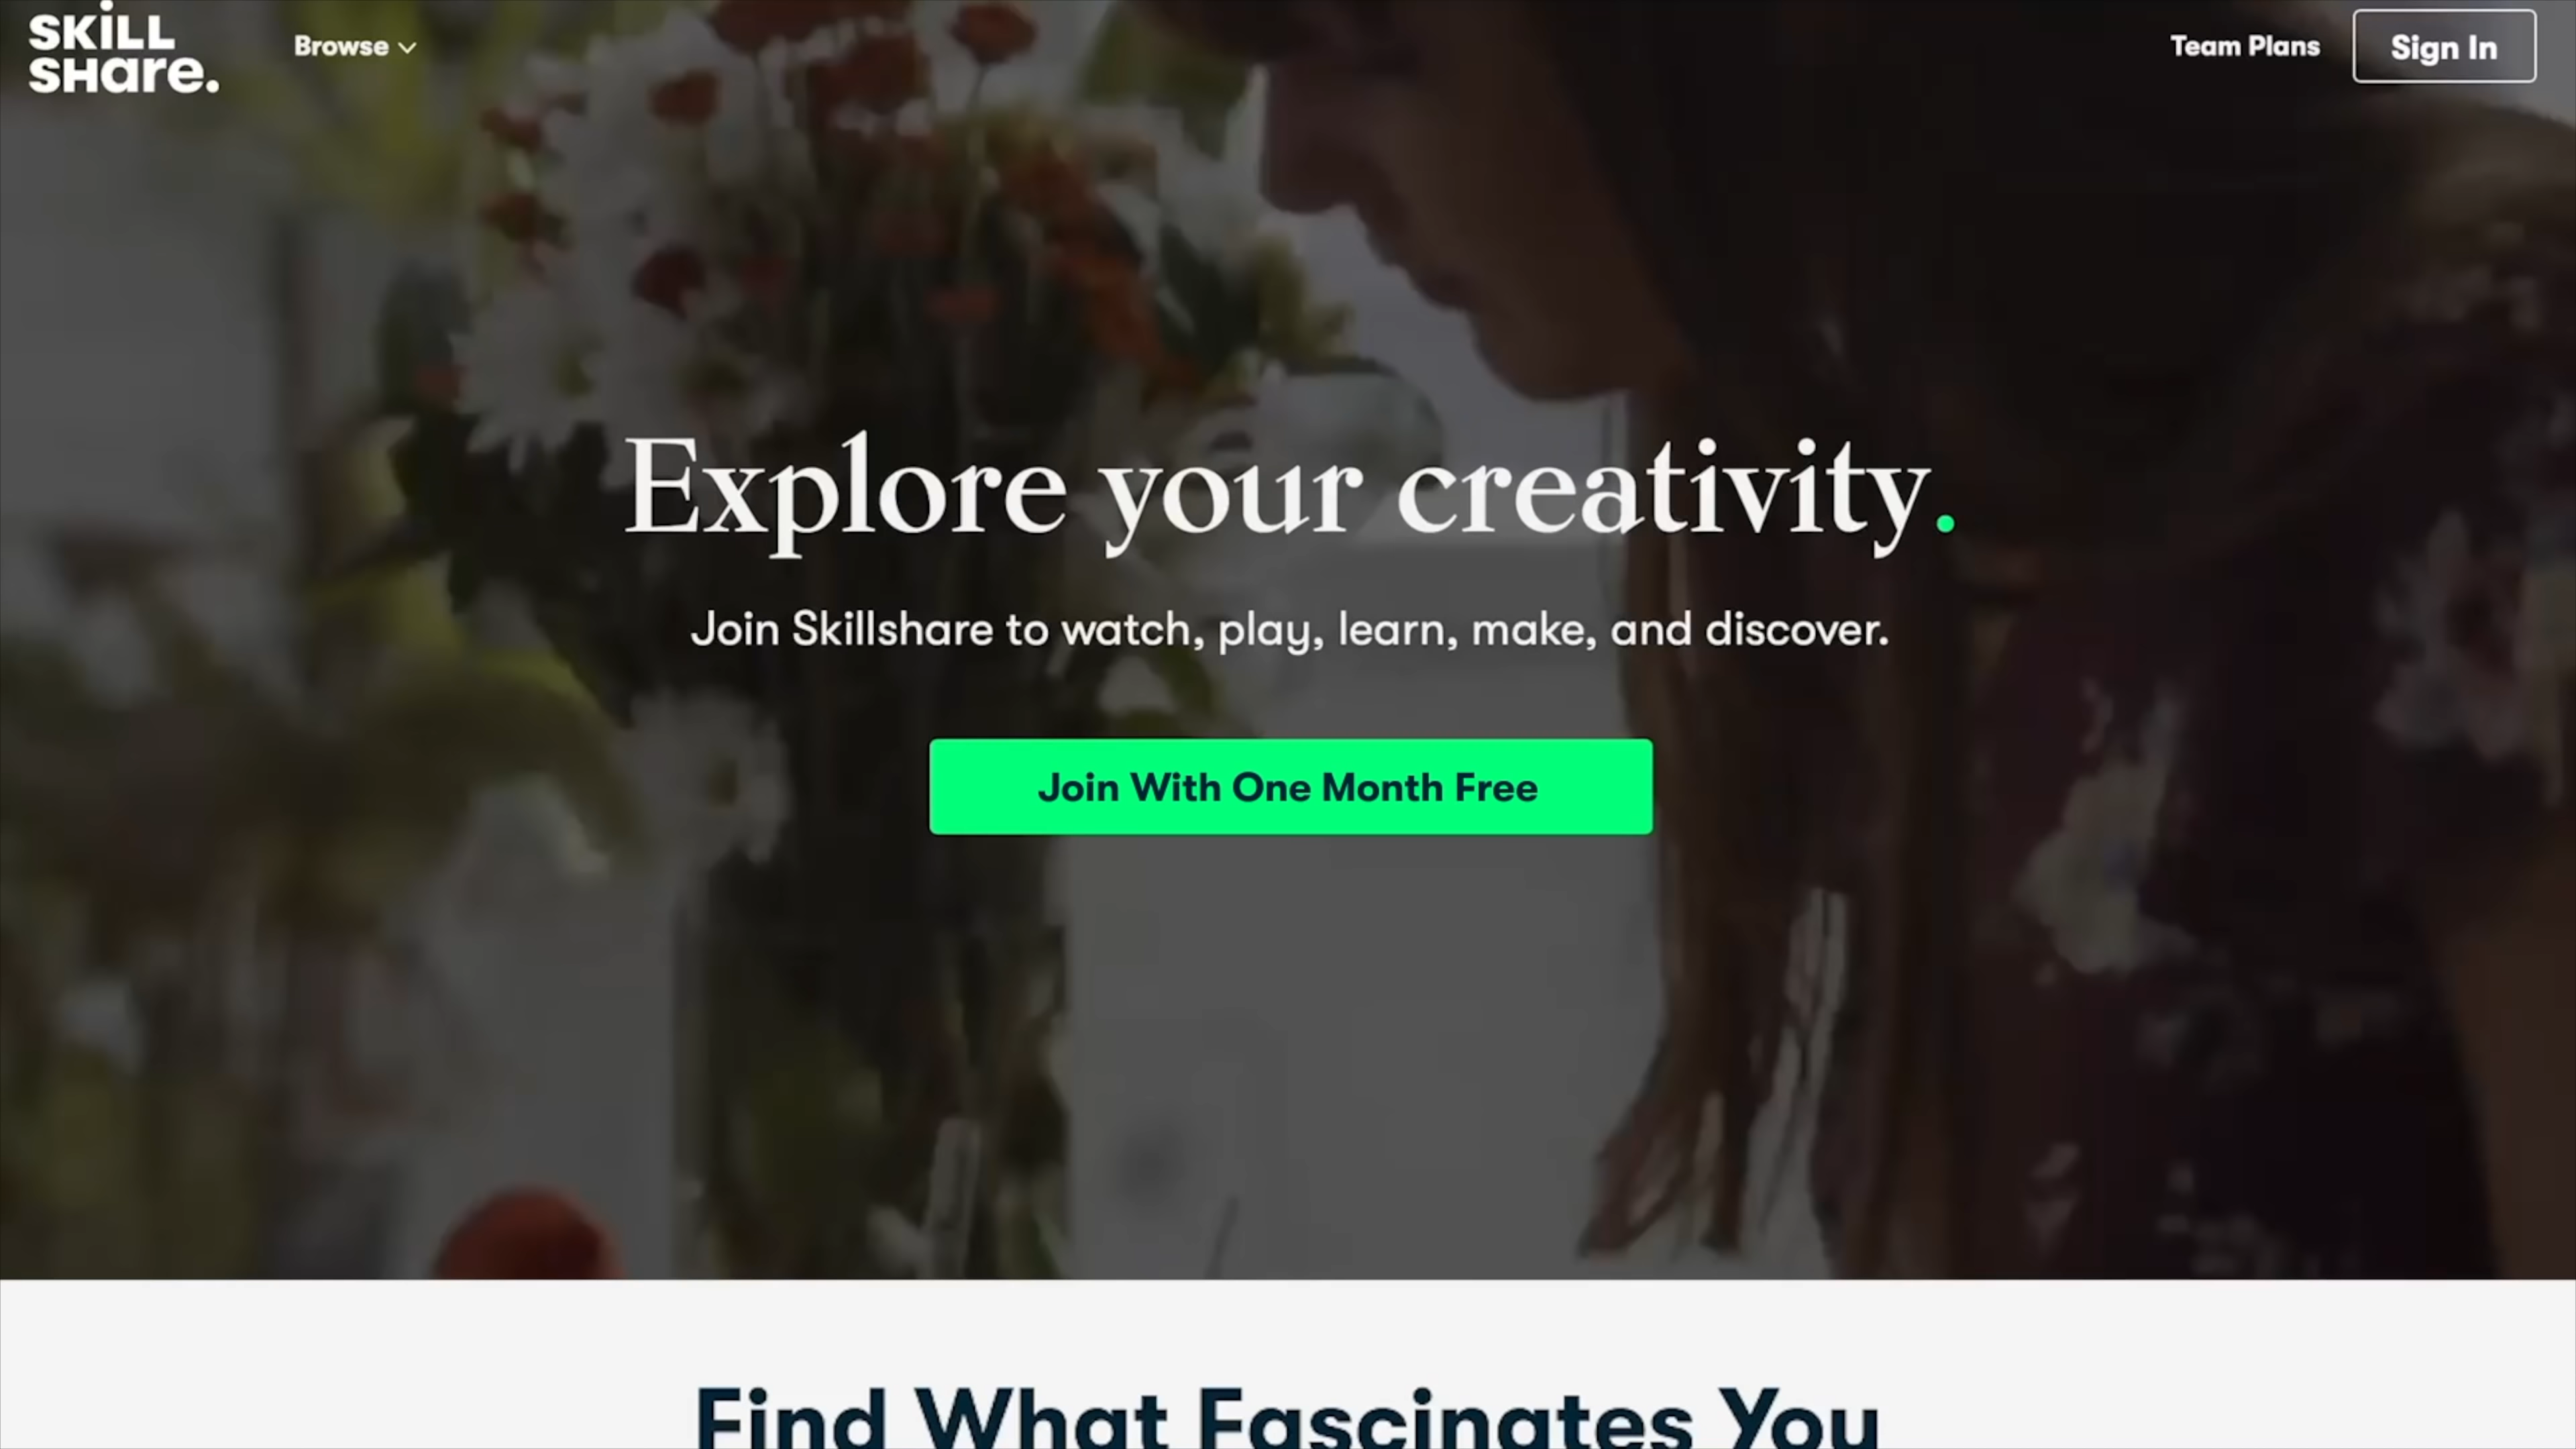 SKILL
SHare.
Browse
Team Plans
Sign In
Explore your creativity.
Join Skillshare to watch, play, learn, make, and discover.
Join With One Month Free
Find What Fascinates You